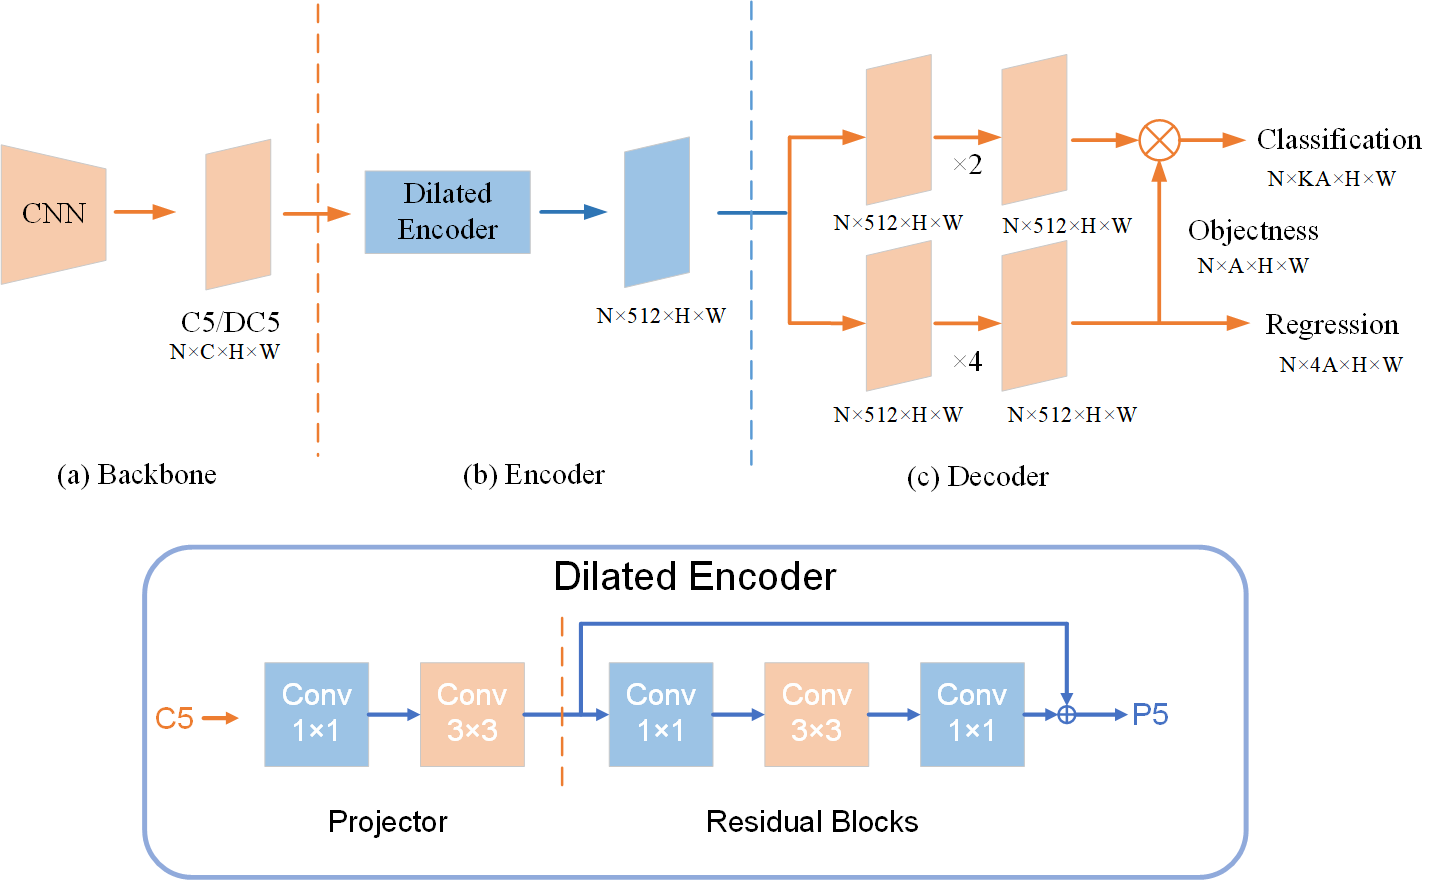 CNN
C5/DC5
N×C×H×W
Dilated
Encoder
N×512×H×W
×2
N×512×H×W
N×512×H×W
×4
N×512×H×W
N×512×H×W
Classification
N×KA×H×W
Objectness
N×A×H×W
Regression
N×4A×H×W
(a) Backbone
(b) Encoder
(c) Decoder
Dilated Encoder
C5
Conv
1×1
Conv
3×3
Conv
1×1
Conv
3×3
Conv
1×1
P5
Projector
Residual Blocks